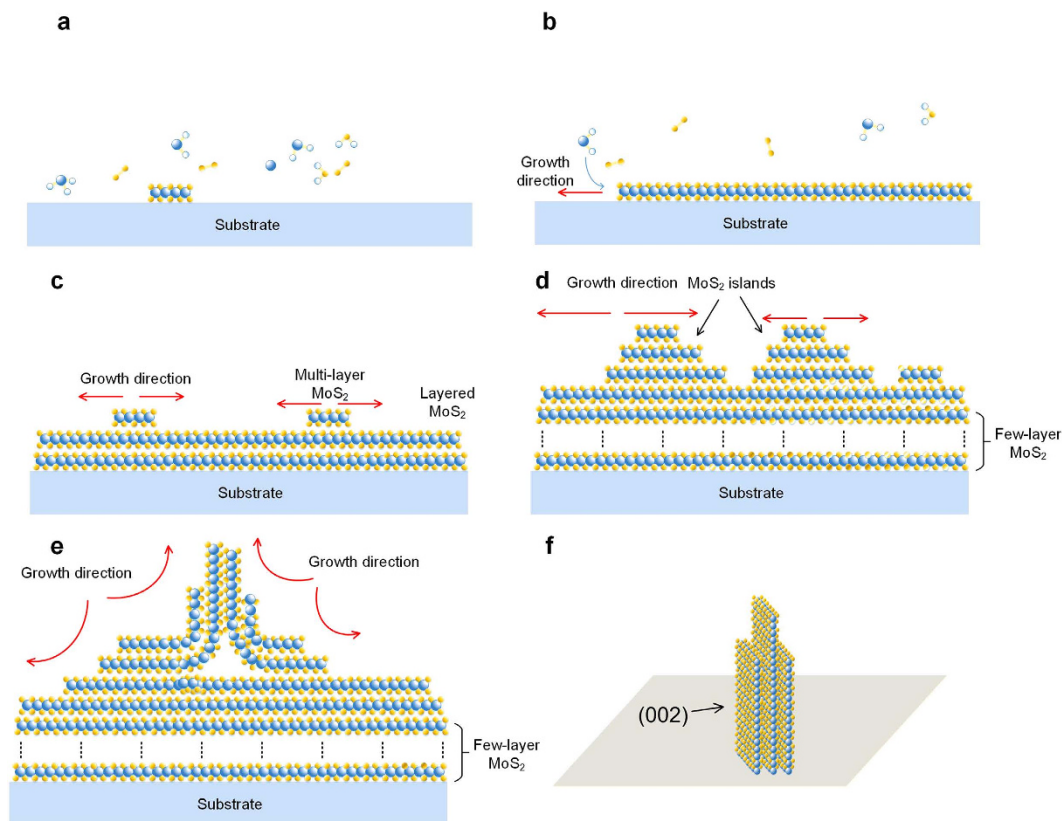 a
b
Growth
direction
Substrate
Substrate
c
d
Growth direction
MoS₂ islands
Growth direction
Multi-layer
MoS₂
Layered
MoS₂
Few-layer
MoS₂
Substrate
Substrate
e
f
Growth direction
Growth direction
(002)
Few-layer
MoS₂
Substrate